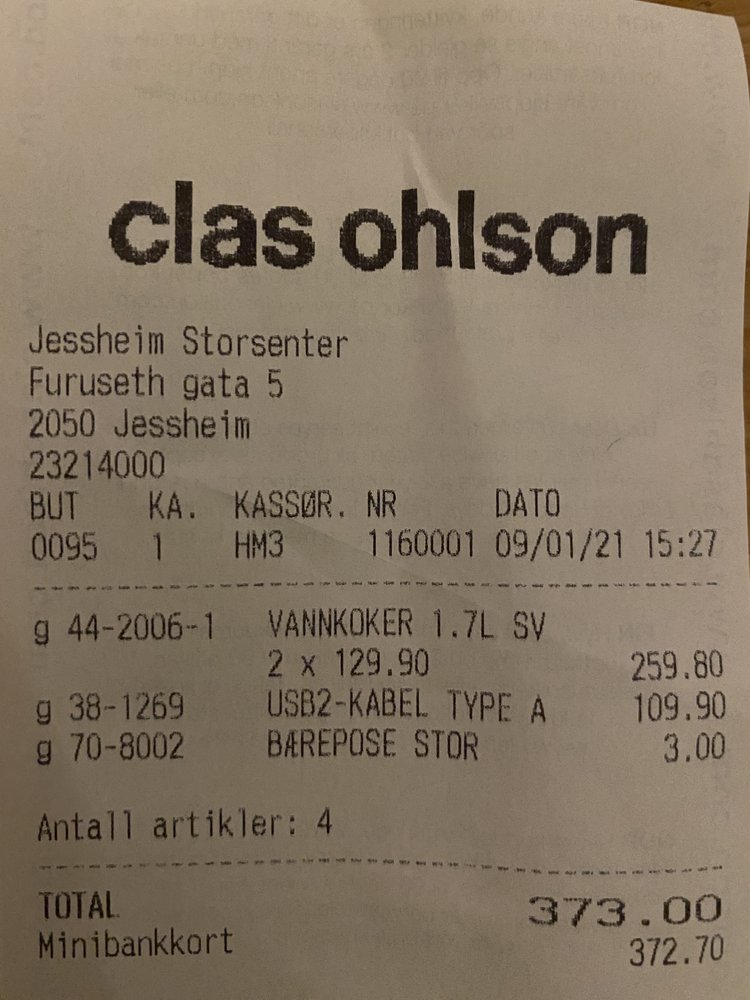 clas ohlson
Jessheim Storsenter
Furuseth gata 5
2050 Jessheim
23214000
BUT KA. KASSØR. NR DATO
0095 1 HM3 1160001 09/01/21 15:27
g 44-2006-1 VANNKOKER 1.7L SV
2 x 129.90 259.80
g 38-1269 USB2-KABEL TYPE A 109.90
g 70-8002 BÆREPOSE STOR 3.00
Antall artikler: 4
TOTAL 373.00
Minibankkort 372.70